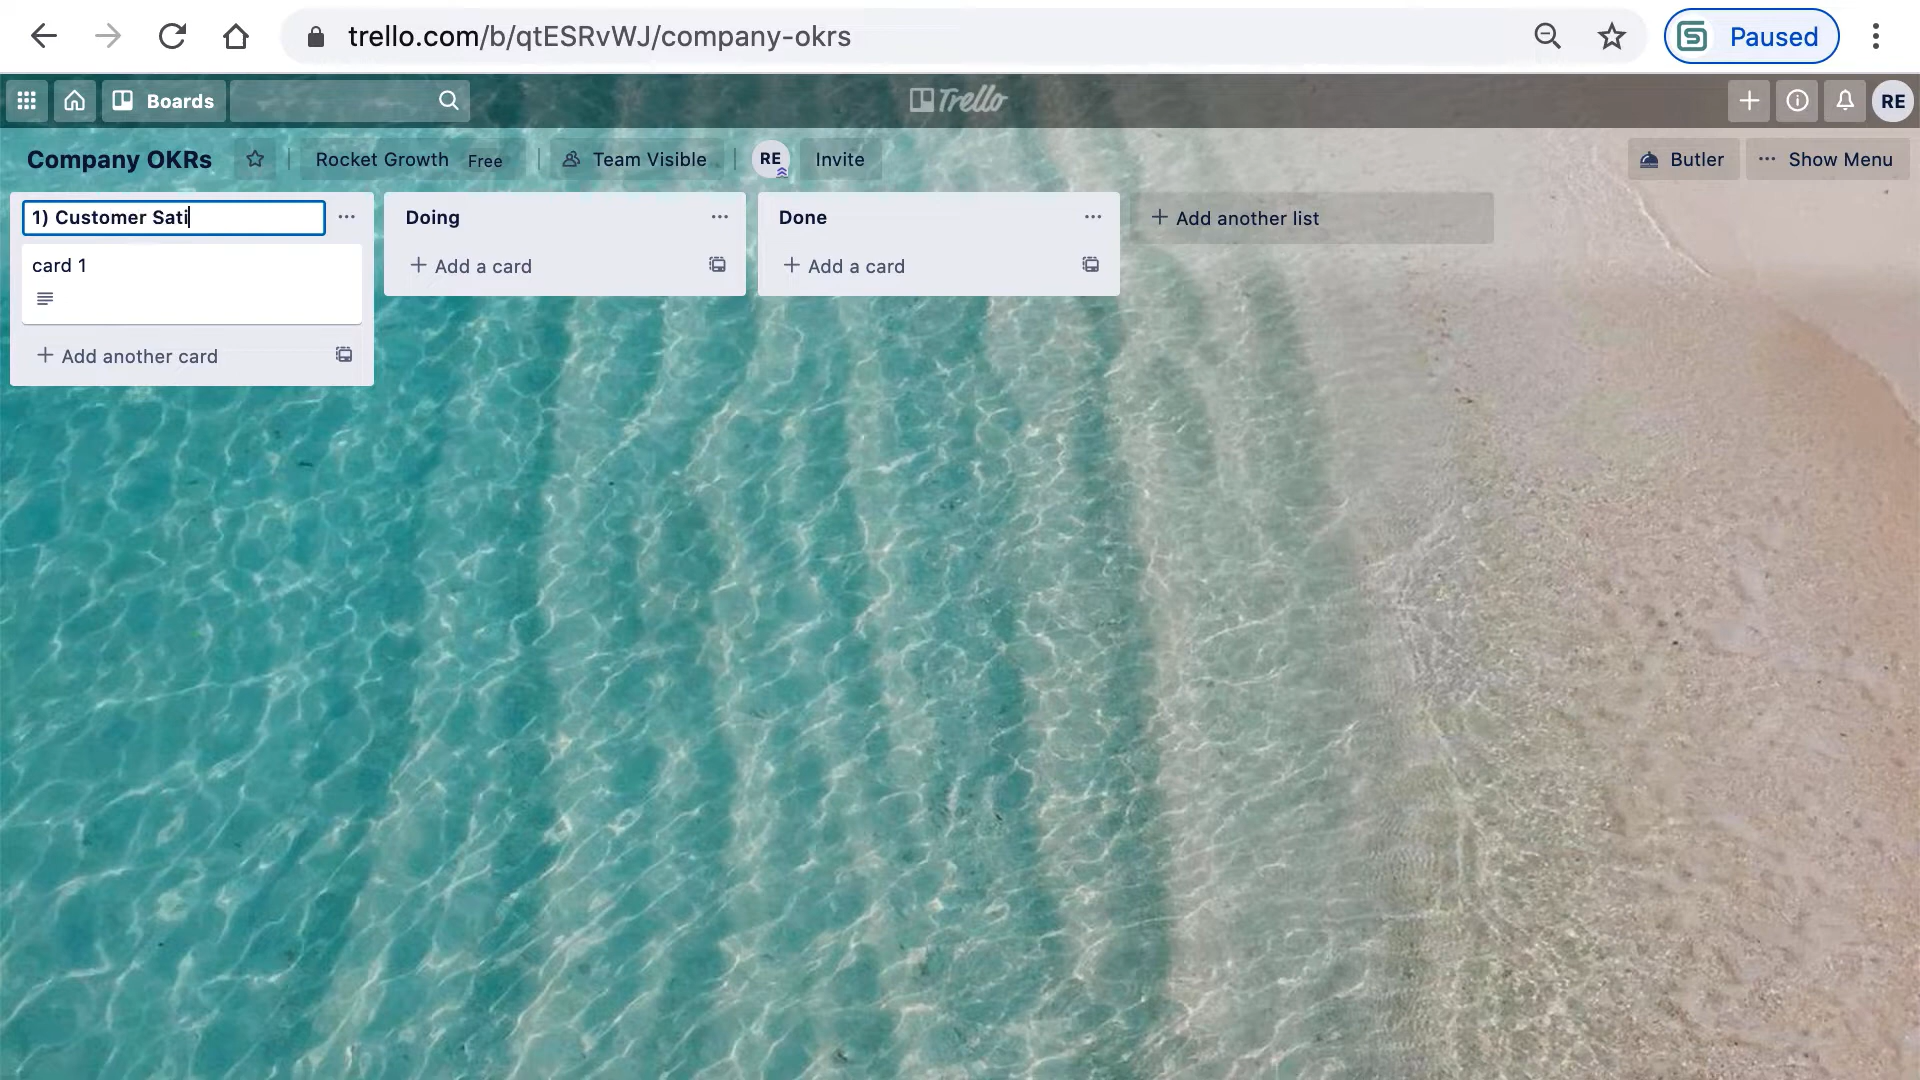 trello.com/b/qtESRvWJ/company-okrs
Paused
Boards
Trello
RE
Company OKRs
Rocket Growth Free
Team Visible
RE
Invite
Butler
Show Menu
1) Customer Sati
Doing
Done
Add another list
card 1
Add a card
Add a card
Add another card